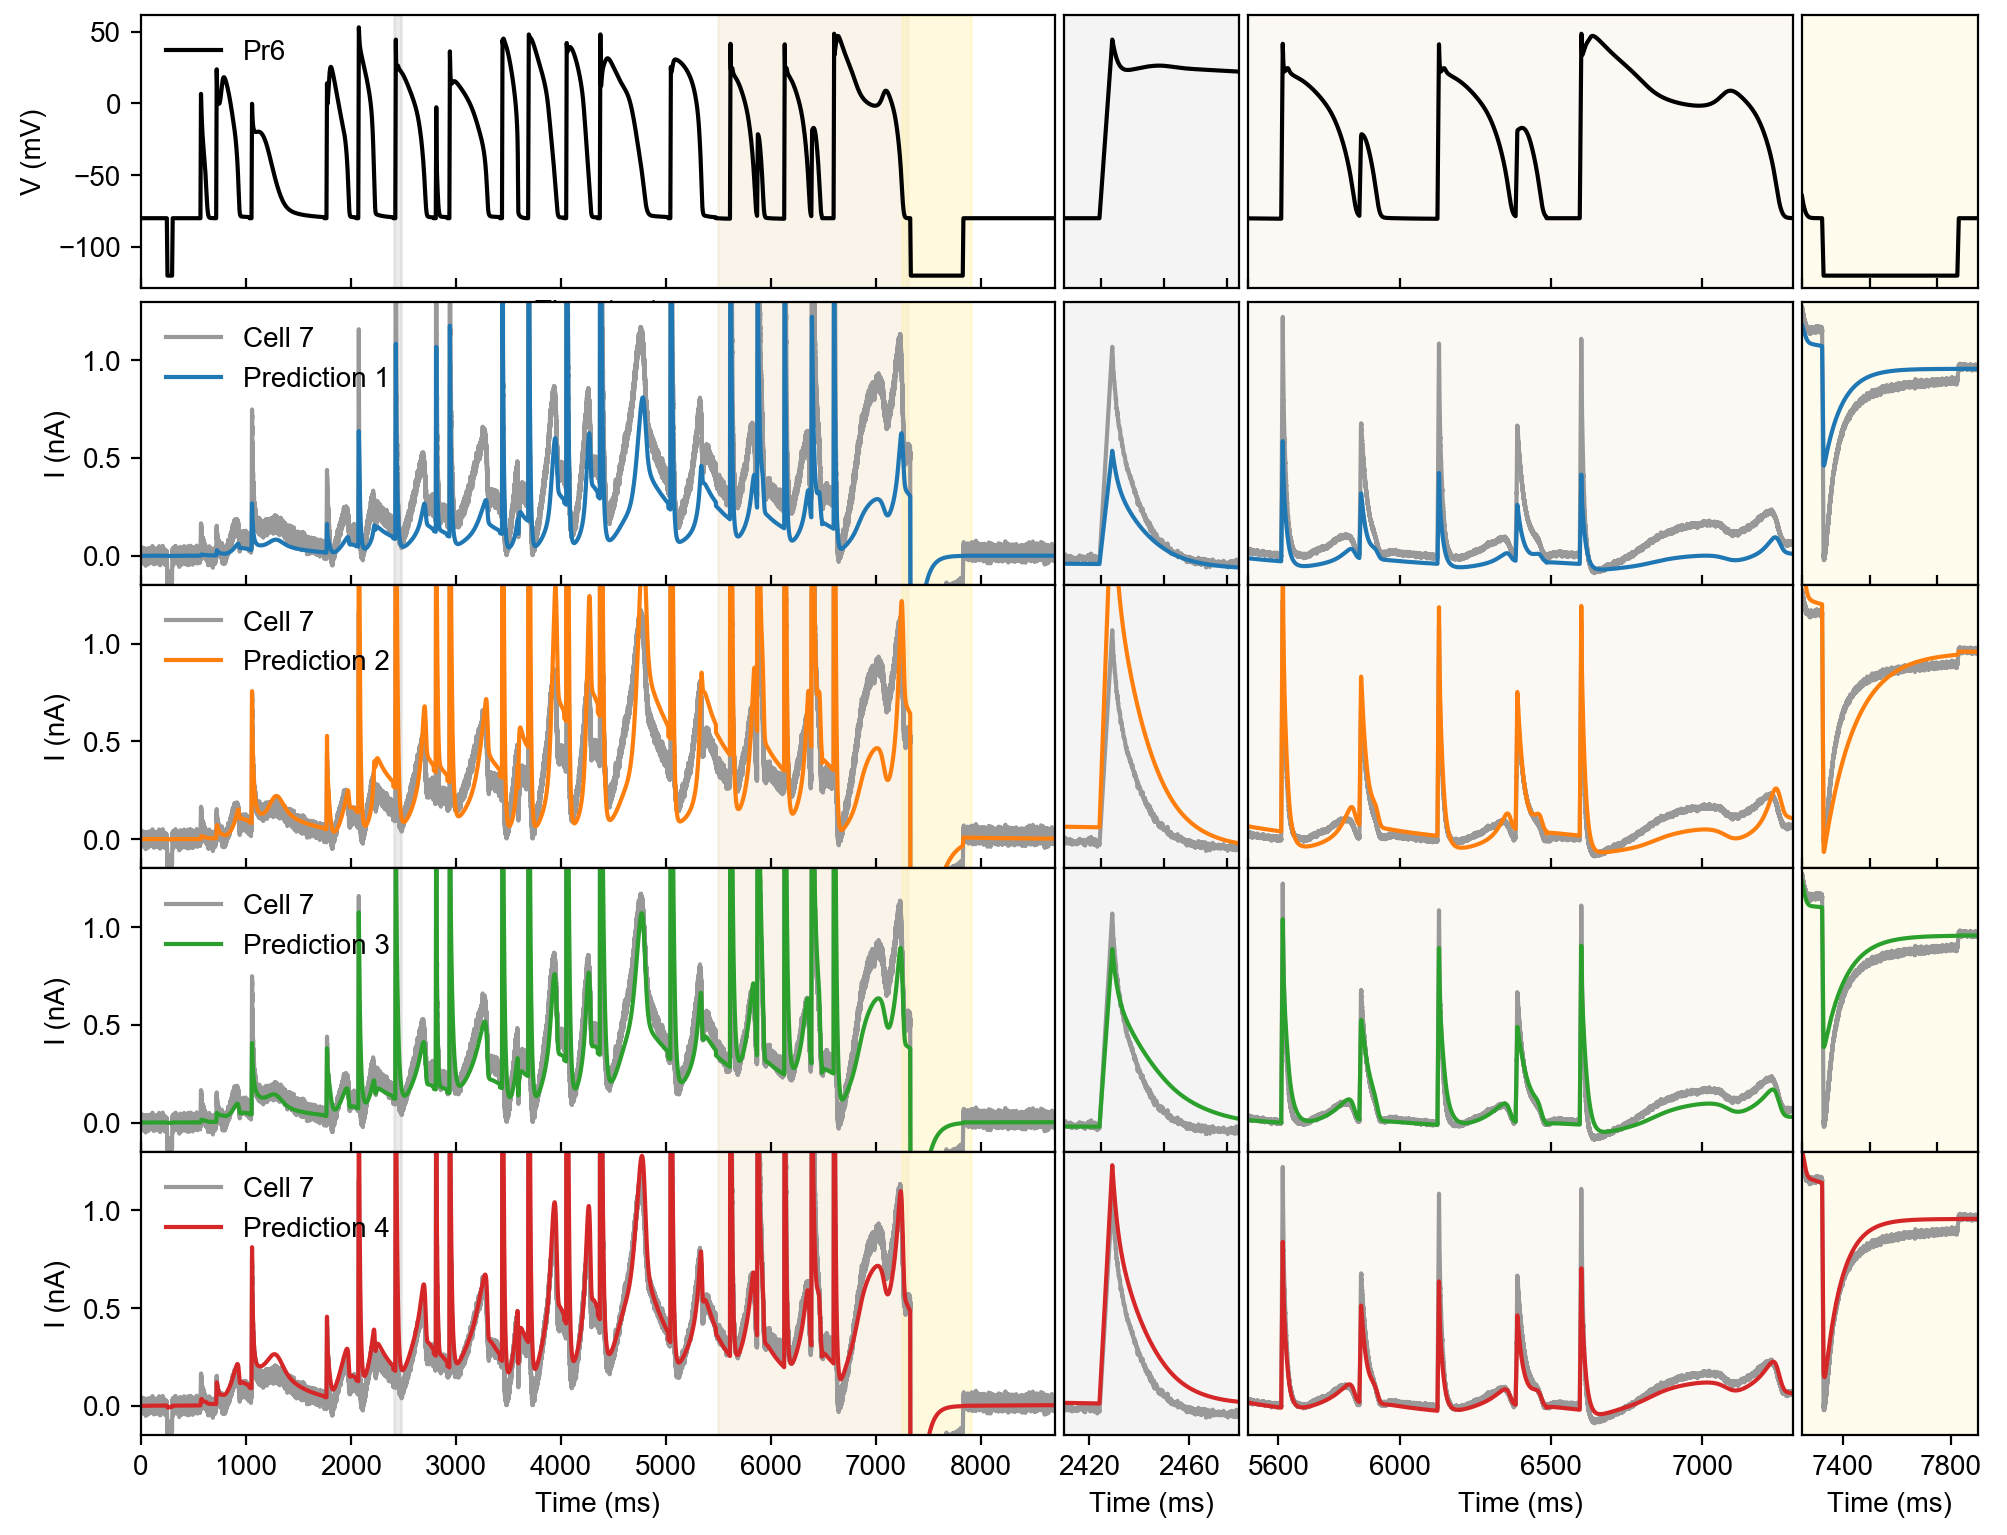 50
0
−50
−100
V (mV)
Pr6
1.0
0.5
0.0
I (nA)
Cell 7
Prediction 1
1.0
0.5
0.0
I (nA)
Cell 7
Prediction 2
1.0
0.5
0.0
I (nA)
Cell 7
Prediction 3
1.0
0.5
0.0
I (nA)
Cell 7
Prediction 4
0 1000 2000 3000 4000 5000 6000 7000 8000
2420 2460
5600 6000 6500 7000
7400 7800
Time (ms) Time (ms) Time (ms) Time (ms)